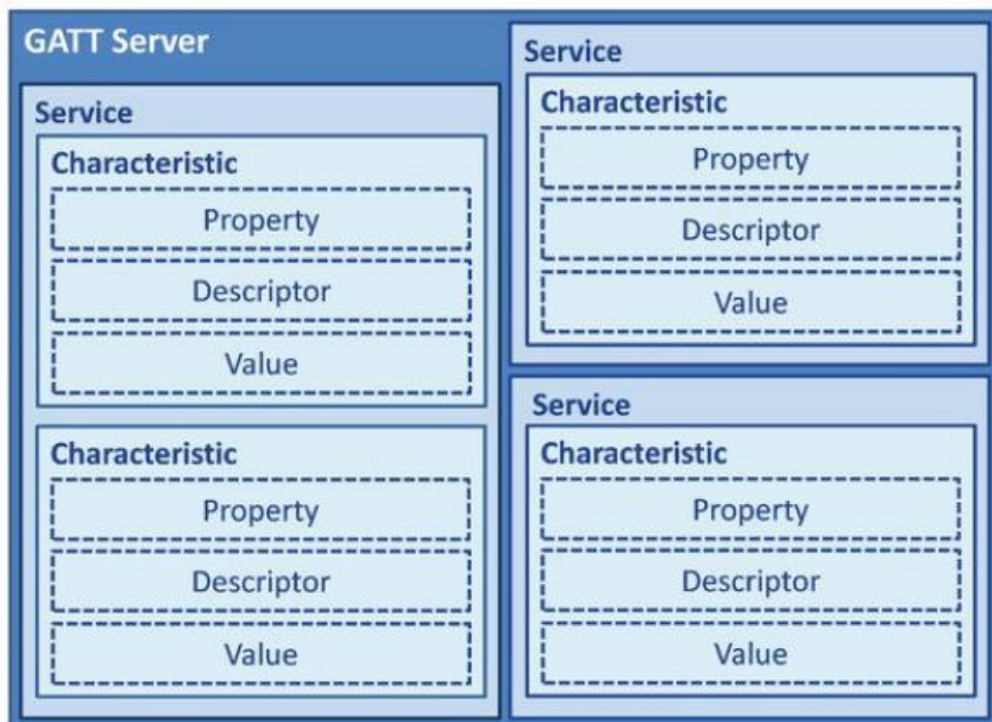 GATT Server
Service
Characteristic
Property
Descriptor
Value
Characteristic
Property
Descriptor
Value
Service
Characteristic
Property
Descriptor
Value
Service
Characteristic
Property
Descriptor
Value